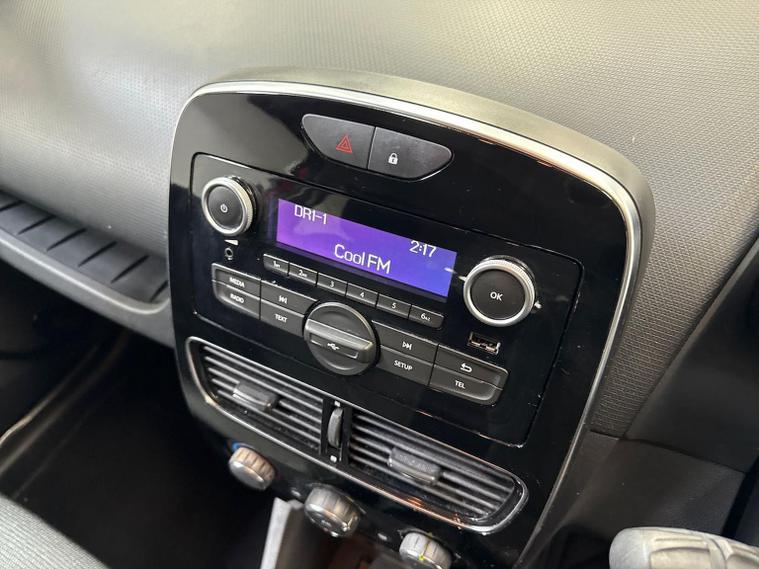 DR1-1
2:17
Cool FM
1
2
3
4
5
6
MEDIA
RADIO
TEXT
SETUP
TEL
OK